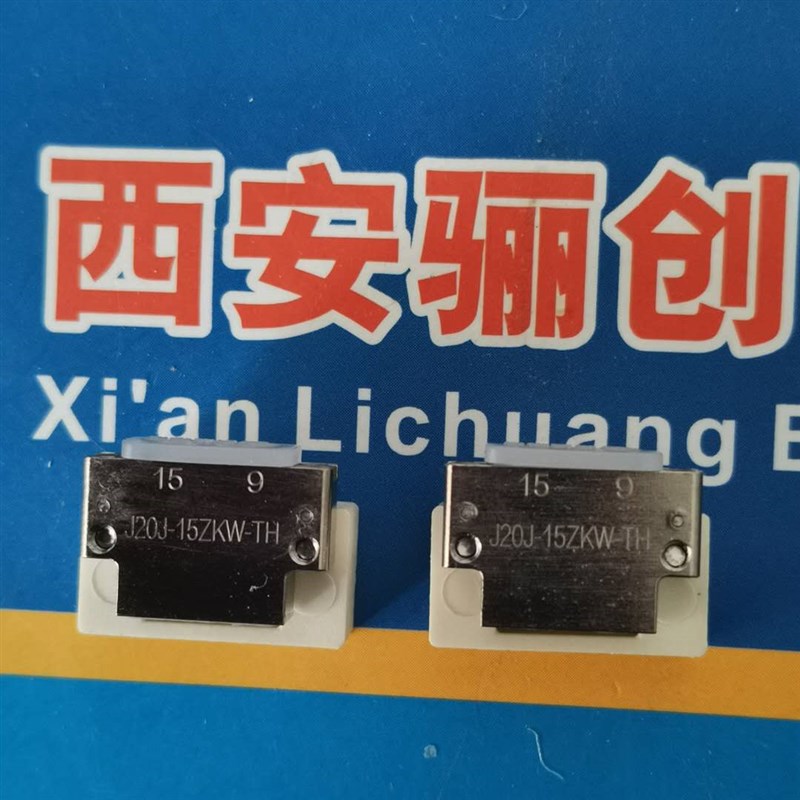 西安骊创
Xi'an Lichuang E
15 9
J20J-15ZKW-TH
15 9
J20J-15ZKW-TH